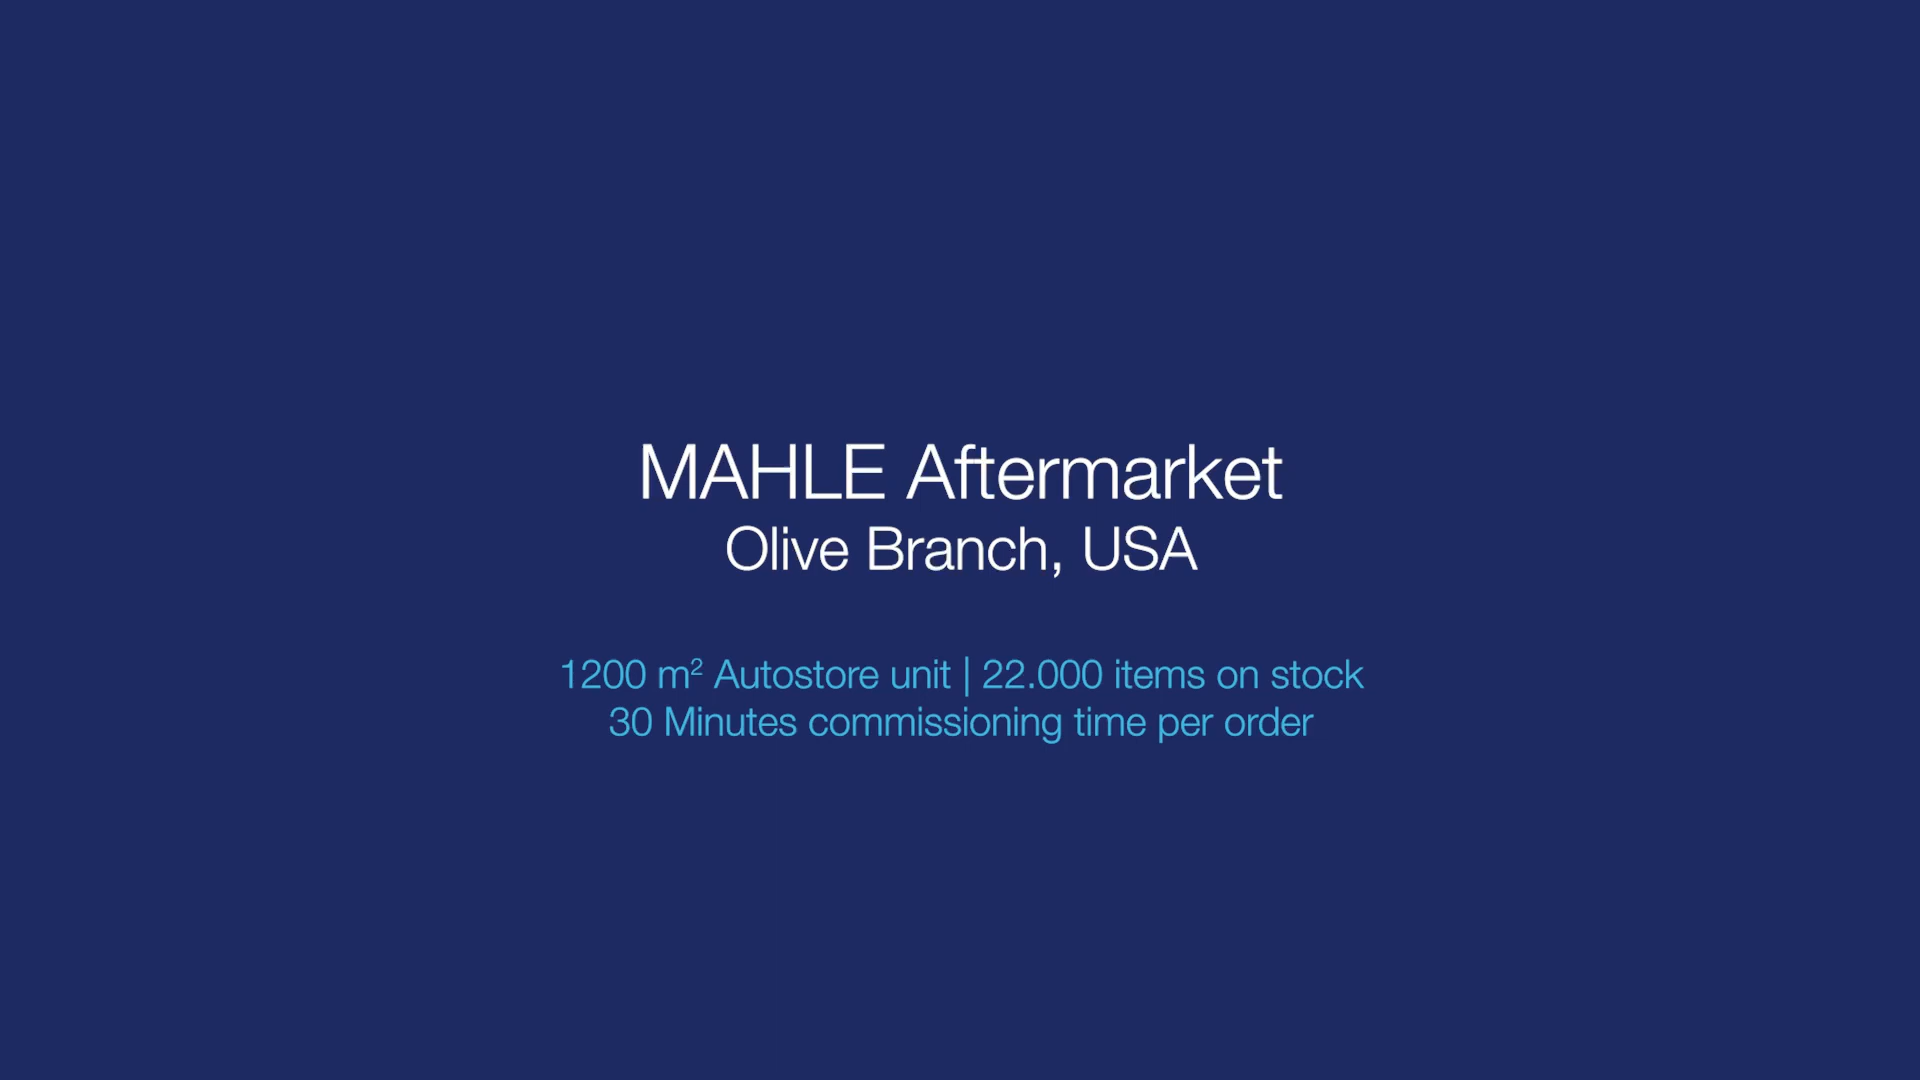 MAHLE Aftermarket
Olive Branch, USA
1200 m² Autostore unit | 22.000 items on stock
30 Minutes commissioning time per order